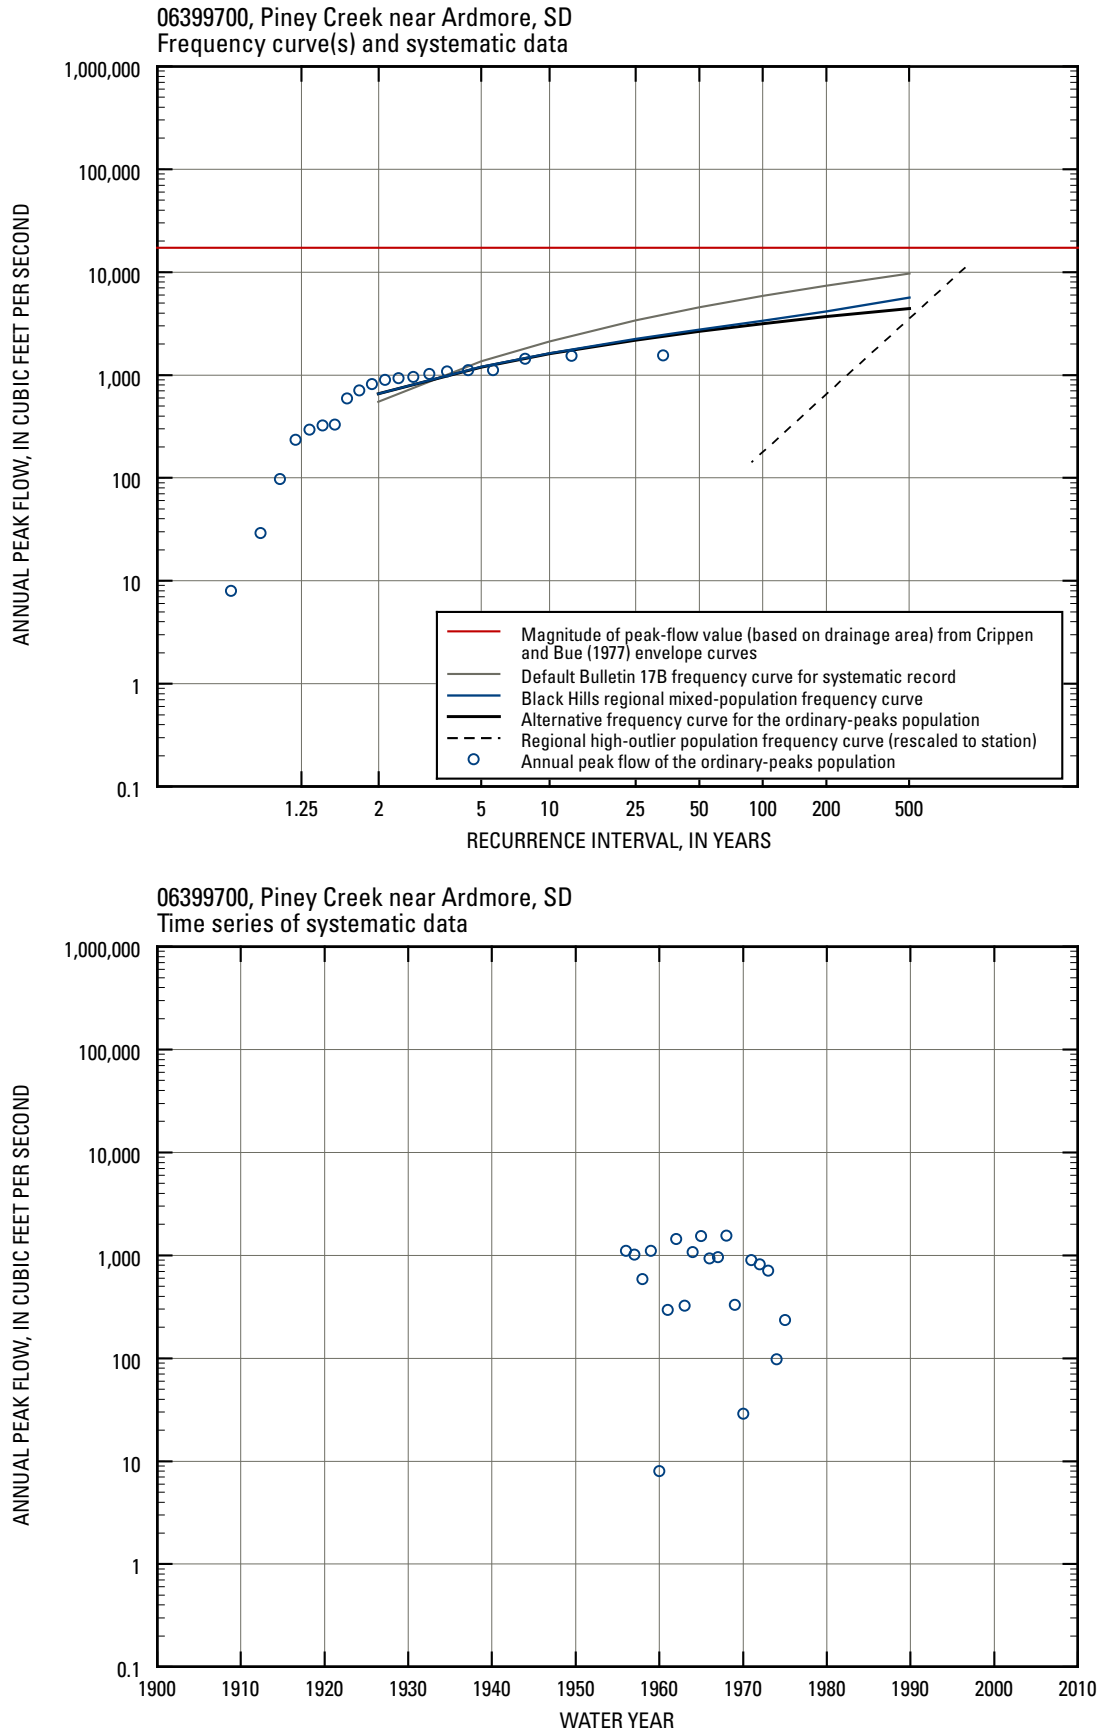 06399700, Piney Creek near Ardmore, SD
Frequency curve(s) and systematic data
1,000,000
100,000
10,000
1,000
100
10
1
0.1
ANNUAL PEAK FLOW, IN CUBIC FEET PER SECOND
Magnitude of peak-flow value (based on drainage area) from Crippen
and Bue (1977) envelope curves
Default Bulletin 17B frequency curve for systematic record
Black Hills regional mixed-population frequency curve
Alternative frequency curve for the ordinary-peaks population
Regional high-outlier population frequency curve (rescaled to station)
Annual peak flow of the ordinary-peaks population
1.25 2 5 10 25 50 100 200 500
RECURRENCE INTERVAL, IN YEARS
06399700, Piney Creek near Ardmore, SD
Time series of systematic data
1,000,000
100,000
10,000
1,000
100
10
1
0.1
ANNUAL PEAK FLOW, IN CUBIC FEET PER SECOND
1900 1910 1920 1930 1940 1950 1960 1970 1980 1990 2000 2010
WATER YEAR